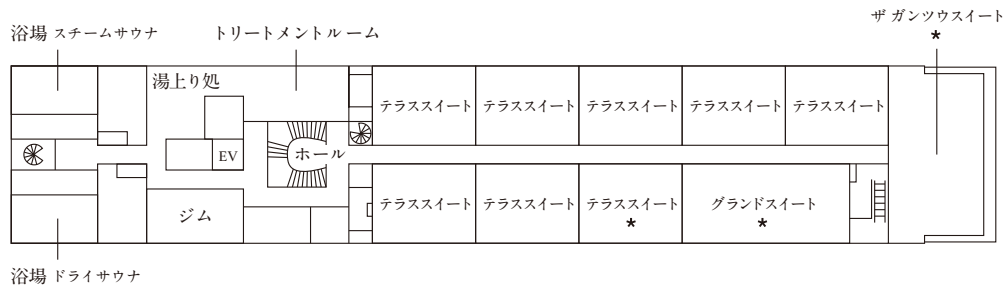 ザ ガンツウスイート
*
浴場 スチームサウナ
トリートメントルーム
湯上り処
テラススイート
テラススイート
テラススイート
テラススイート
テラススイート
EV
ホール
ジム
テラススイート
テラススイート
テラススイート
*
グランドスイート
*
浴場 ドライサウナ